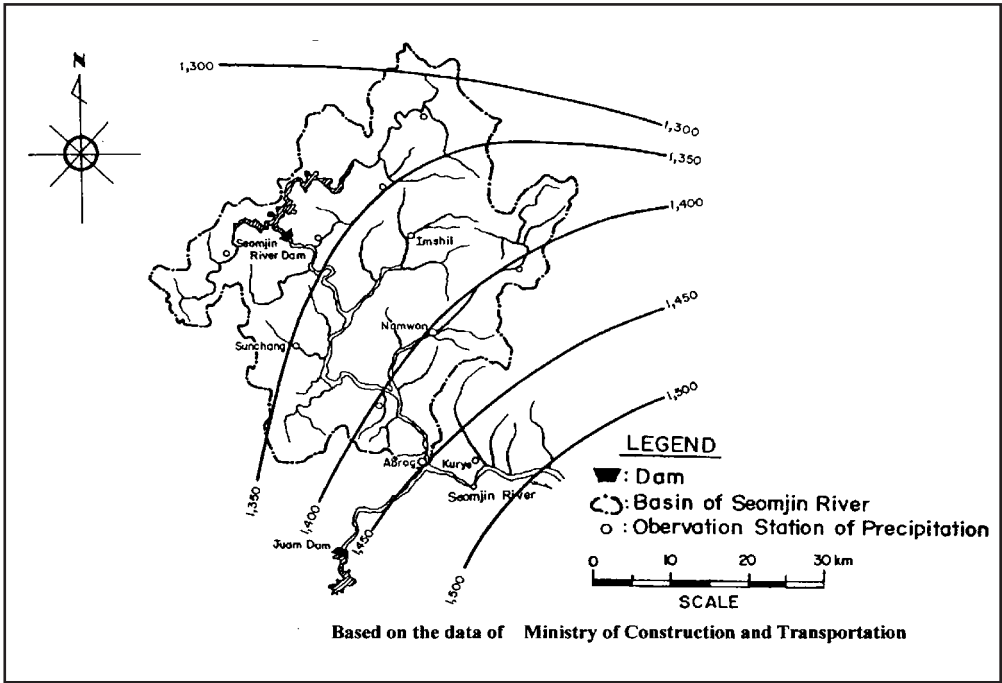 N
1,300
1,300
1,350
1,400
Imshil
Seomjin
River Dam
1,450
Namwon
Sunchang
1,500
LEGEND
Abrog
Kurye
: Dam
Seomjin River
: Basin of Seomjin River
1,350
1,400
: Obervation Station of Precipitation
Juam Dam
1,450
0 10 20 30 km
1,500
SCALE
Based on the data of Ministry of Construction and Transportation